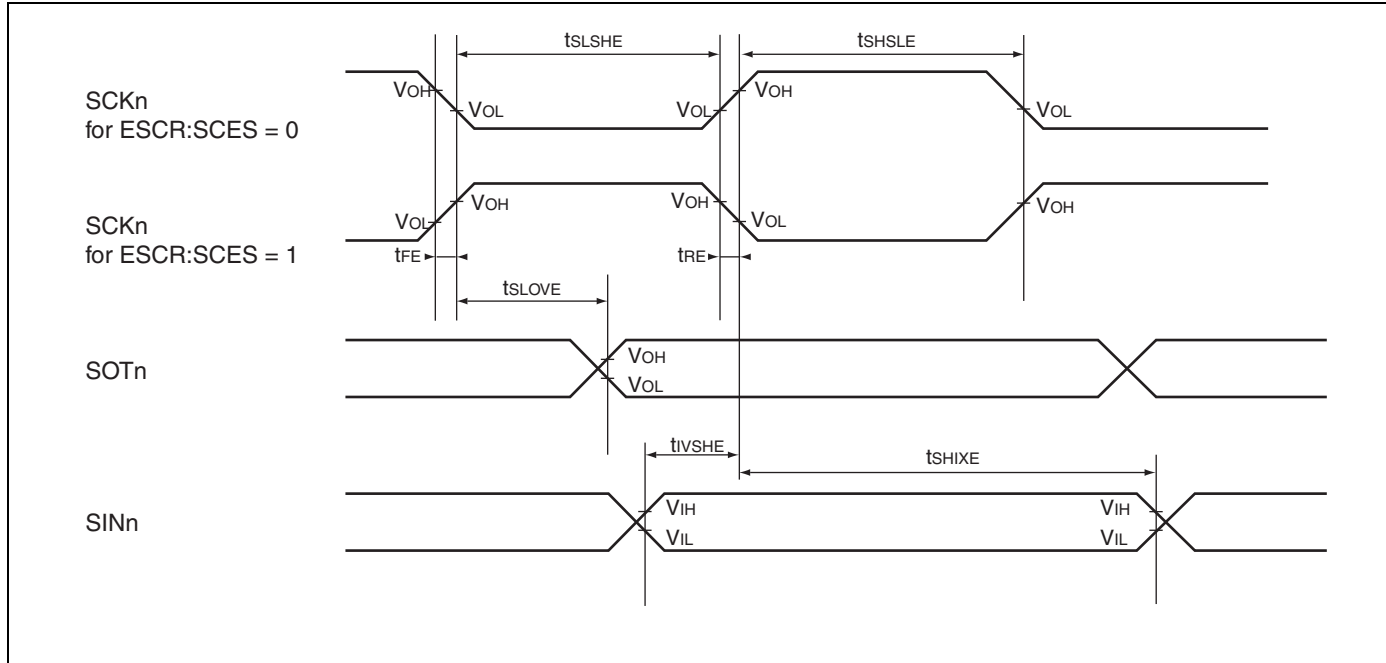 tSLSHE
tSHSLE
SCKn
for ESCR:SCES = 0
VOH
VOL
VOL
VOH
VOL
SCKn
for ESCR:SCES = 1
VOL
VOH
VOH
VOL
VOH
tFE
tRE
tSLOVE
SOTn
VOH
VOL
tIVSHE
tSHIXE
SINn
VIH
VIL
VIH
VIL